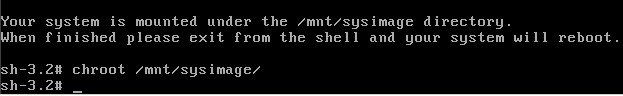 Your system is mounted under the /mnt/sysimage directory.
When finished please exit from the shell and your system will reboot.
sh-3.2# chroot /mnt/sysimage/
sh-3.2# _